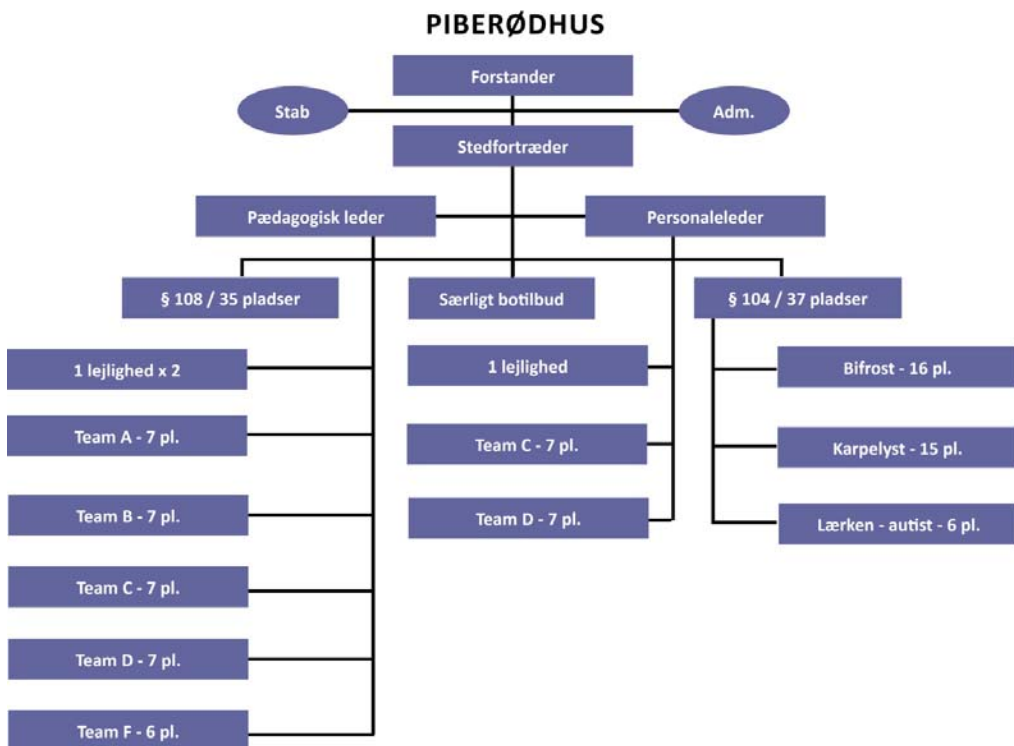 PIBERØDHUS
Forstander
Stab
Adm.
Stedfortræder
Pædagogisk leder
Personaleleder
§ 108 / 35 pladser
Særligt botilbud
§ 104 / 37 pladser
1 lejlighed x 2
Team A - 7 pl.
Team B - 7 pl.
Team C - 7 pl.
Team D - 7 pl.
Team F - 6 pl.
1 lejlighed
Team C - 7 pl.
Team D - 7 pl.
Bifrost - 16 pl.
Karpelyst - 15 pl.
Lærken - autist - 6 pl.